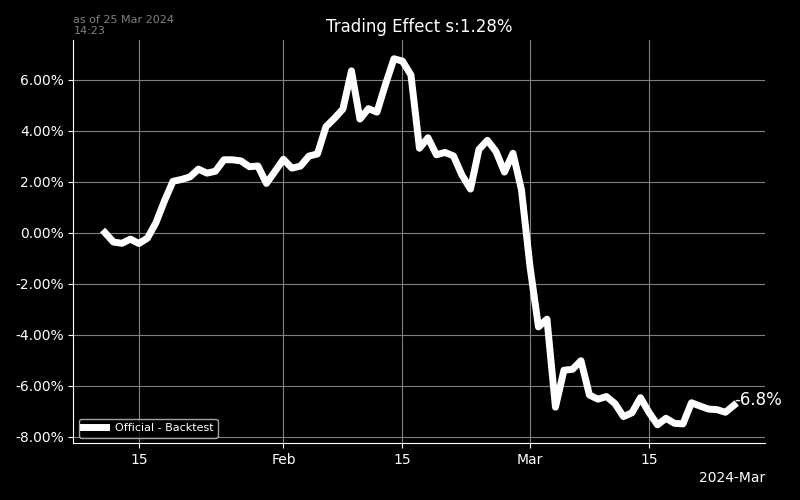 as of 25 Mar 2024
14:23
Trading Effect s:1.28%
6.00%
4.00%
2.00%
0.00%
-2.00%
-4.00%
-6.00%
-8.00%
-6.8%
Official - Backtest
15
Feb
15
Mar
15
2024-Mar